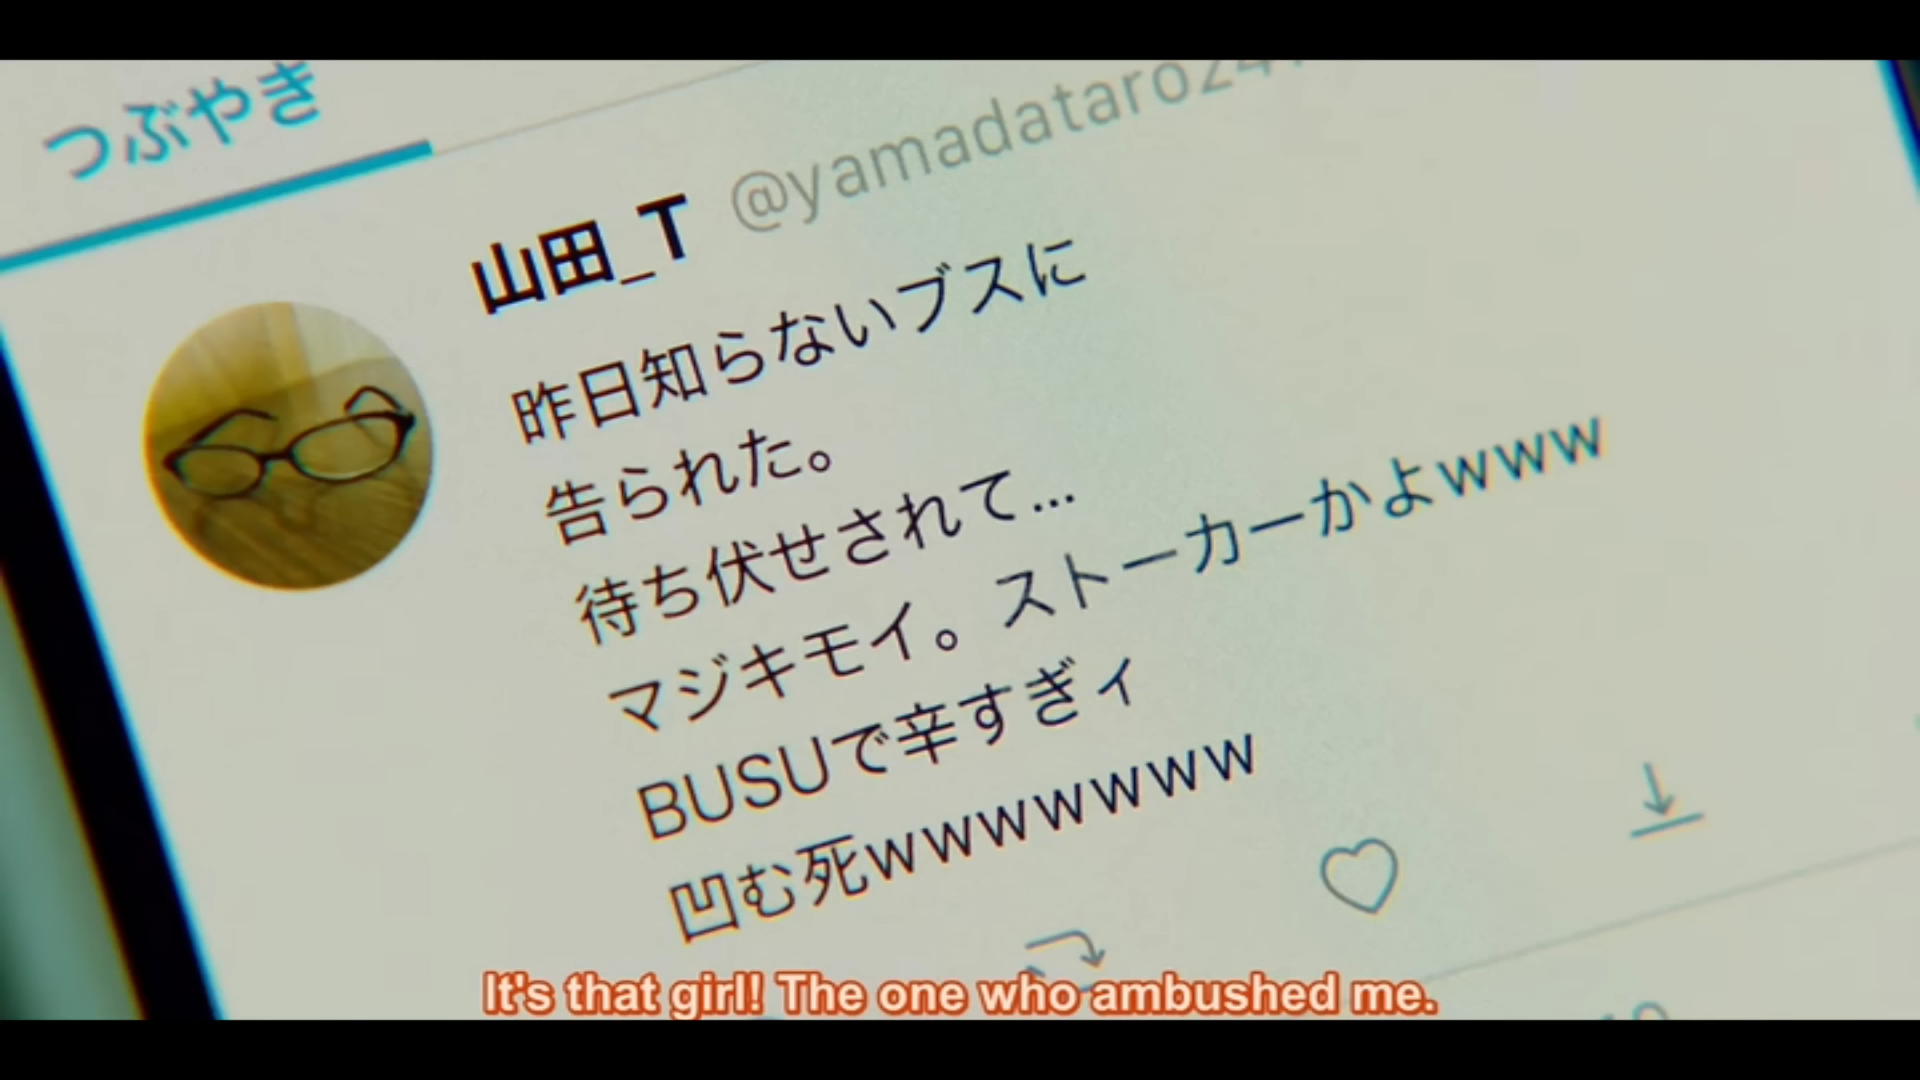 つぶやき
山田_T
昨日知らないブスに
告られた。
待ち伏せされて...
マジキモイ。ストーカーかよwww
BUSUで辛すぎィ
凹む死wwwwwww
It's that girl! The one who ambushed me.